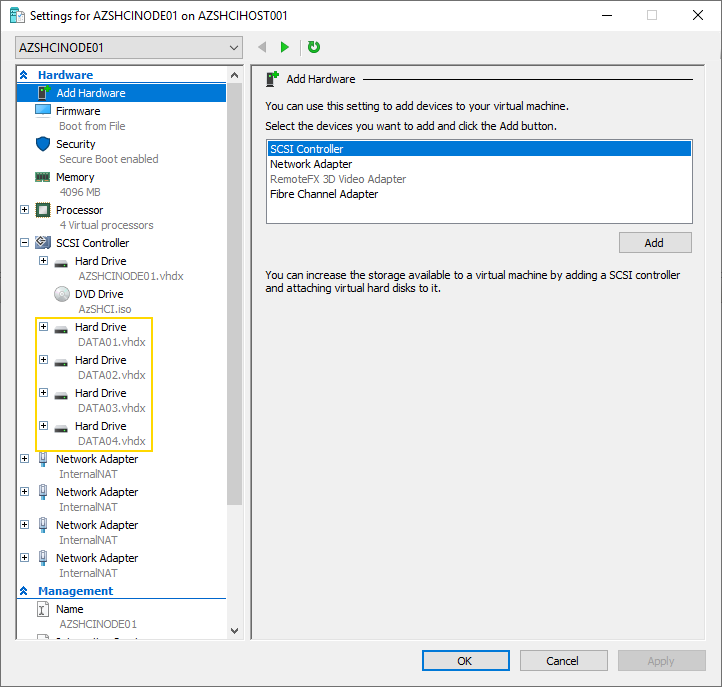 Settings for AZSHCINODE01 on AZSHCIHOST001
AZSHCINODE01
Hardware
Add Hardware
Firmware
Boot from File
Security
Secure Boot enabled
Memory
4096 MB
Processor
4 Virtual processors
SCSI Controller
Hard Drive
AZSHCINODE01.vhdx
DVD Drive
AzSHCI.iso
Hard Drive
DATA01.vhdx
Hard Drive
DATA02.vhdx
Hard Drive
DATA03.vhdx
Hard Drive
DATA04.vhdx
Network Adapter
InternalNAT
Network Adapter
InternalNAT
Network Adapter
InternalNAT
Network Adapter
InternalNAT
Management
Name
AZSHCINODE01
Add Hardware
You can use this setting to add devices to your virtual machine.
Select the devices you want to add and click the Add button.
SCSI Controller
Network Adapter
RemoteFX 3D Video Adapter
Fibre Channel Adapter
Add
You can increase the storage available to a virtual machine by adding a SCSI controller
and attaching virtual hard disks to it.
OK
Cancel
Apply